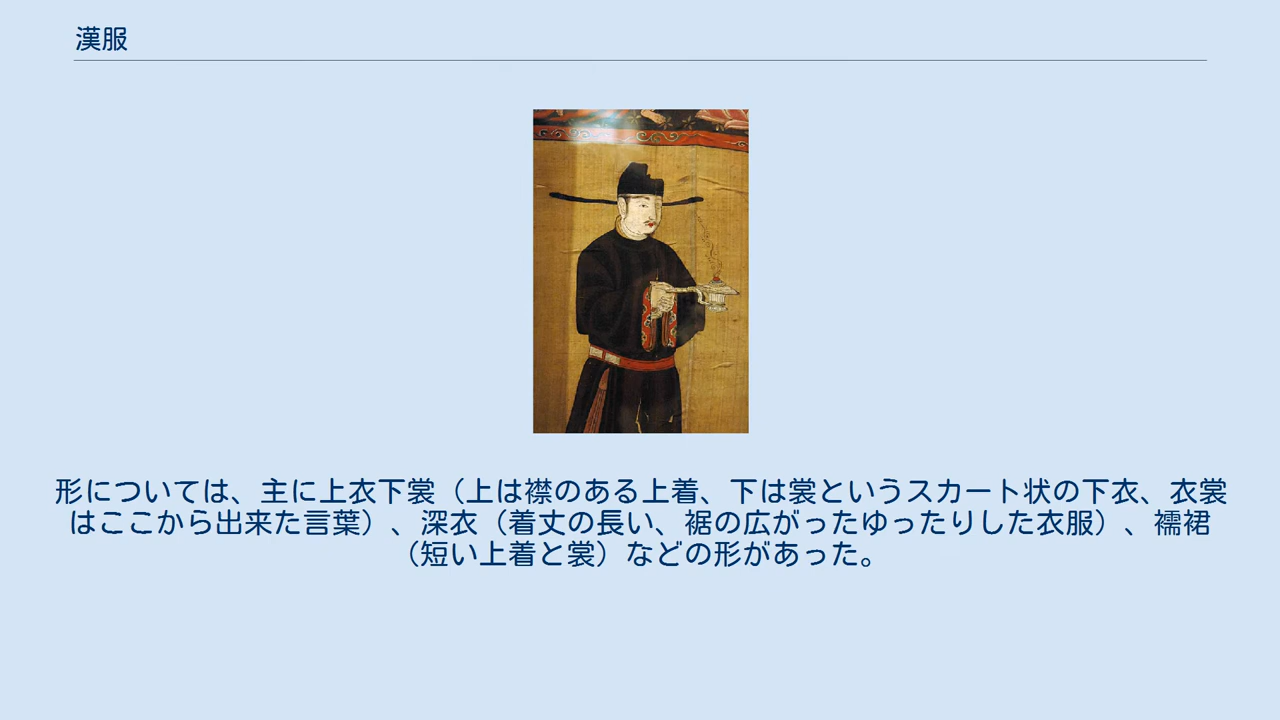 漢服
形については、主に上衣下裳（上は襟のある上着、下は裳というスカート状の下衣、衣裳
はここから出来た言葉）、深衣（着丈の長い、裾の広がったゆったりした衣服）、襦裙
（短い上着と裳）などの形があった。